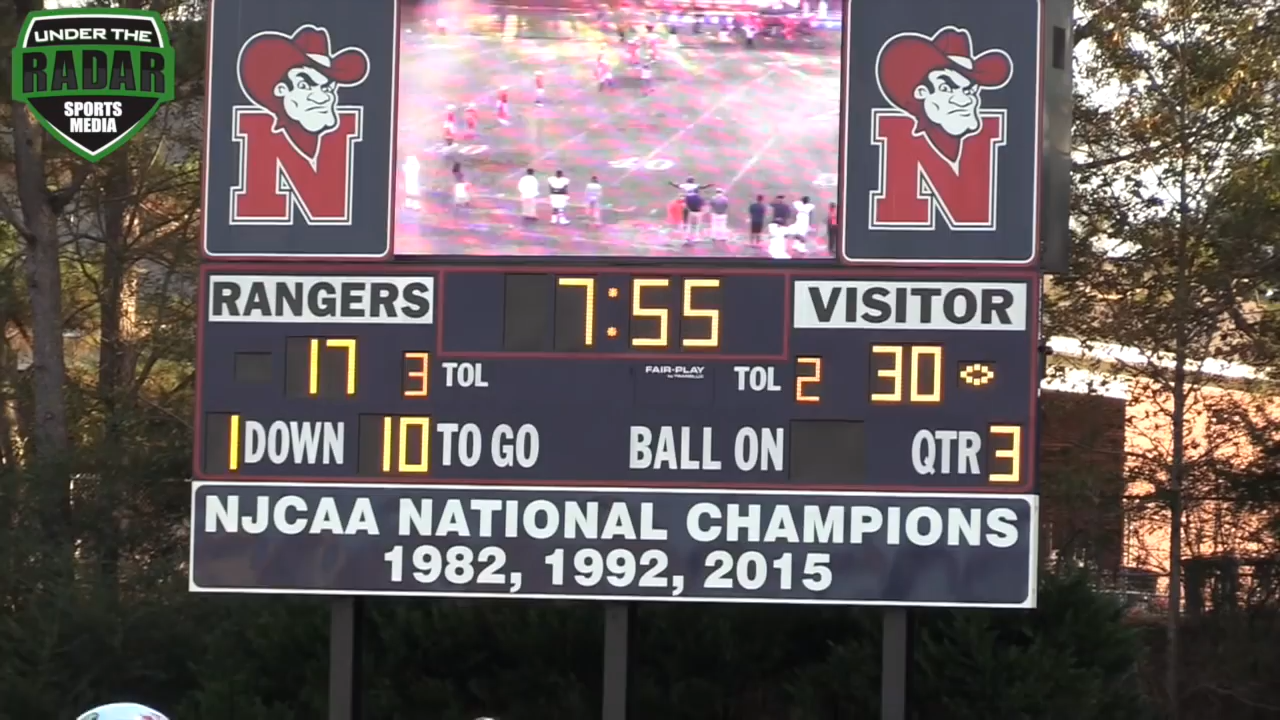 UNDER THE
RADAR
SPORTS
MEDIA
N
N
40
RANGERS
7:55
VISITOR
17 3 TOL
FAIR-PLAY
TOL 2 30
1 DOWN 10 TO GO
BALL ON
QTR 3
NJCAA NATIONAL CHAMPIONS
1982, 1992, 2015